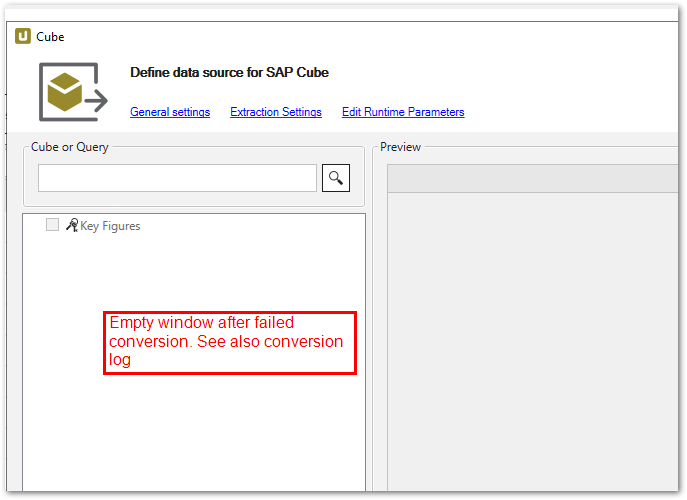 Cube
Define data source for SAP Cube
General settings Extraction Settings Edit Runtime Parameters
Cube or Query
Preview
Key Figures
Empty window after failed
conversion. See also conversion
log